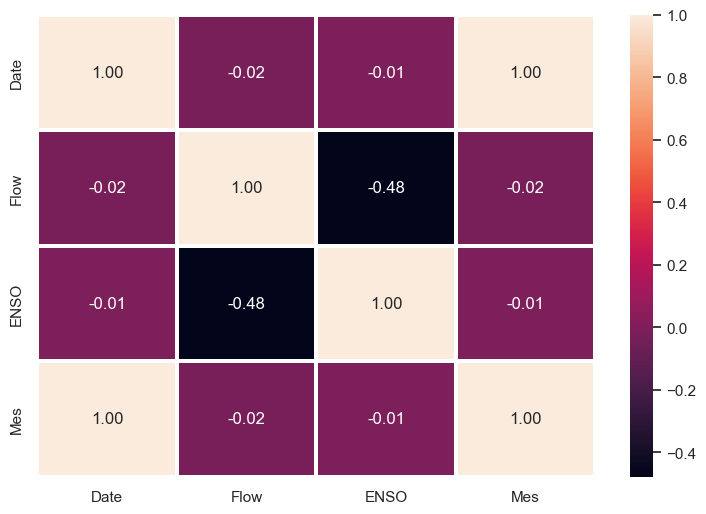 Date 1.00 -0.02 -0.01 1.00
Flow -0.02 1.00 -0.48 -0.02
ENSO -0.01 -0.48 1.00 -0.01
Mes 1.00 -0.02 -0.01 1.00
Date Flow ENSO Mes
1.0
0.8
0.6
0.4
0.2
0.0
−0.2
−0.4